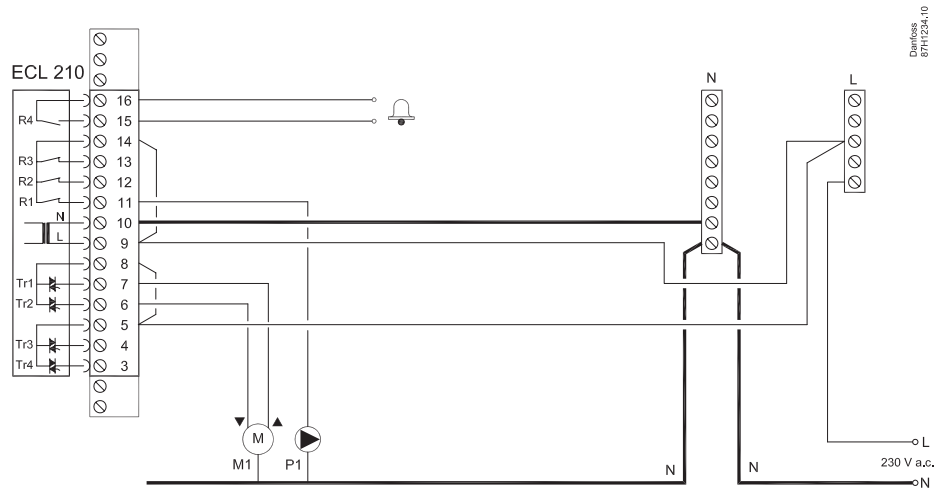 Danfoss
87H1234.10
ECL 210
N
L
R4
16
15
14
R3
13
R2
12
R1
11
N
10
L
9
8
Tr1
7
Tr2
6
5
Tr3
4
Tr4
3
M
M1
P1
N
N
L
230 V a.c.
N